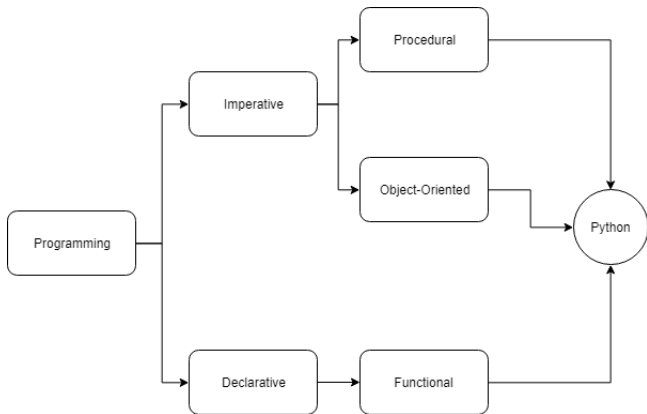 Procedural
Imperative
Object-Oriented
Programming
Python
Declarative
Functional